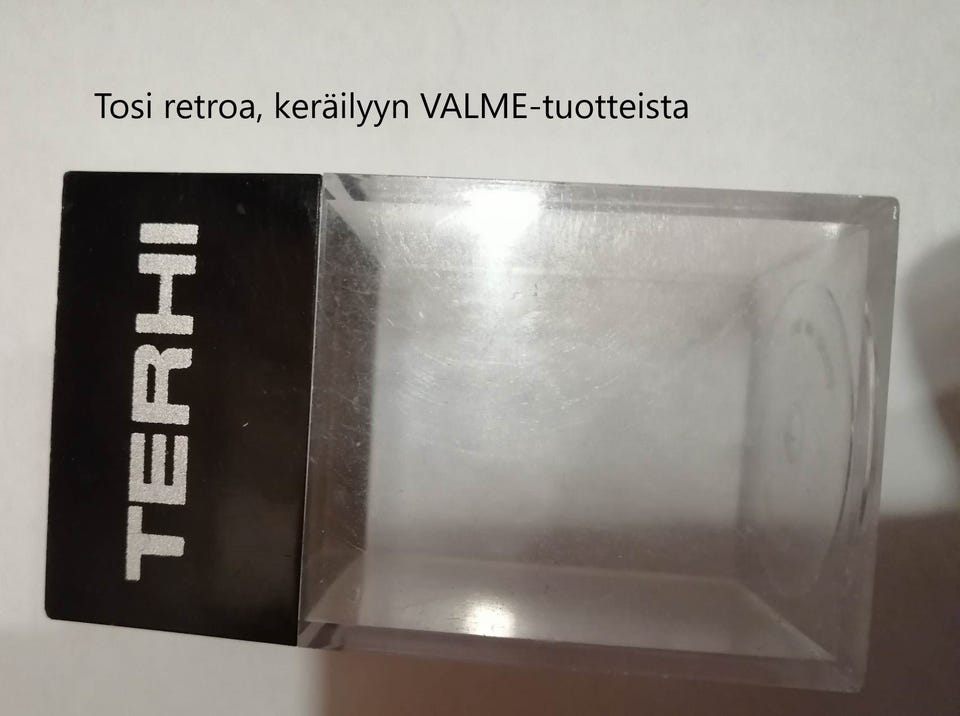 Tosi retroa, keräilyyn VALME-tuotteista
TERHI